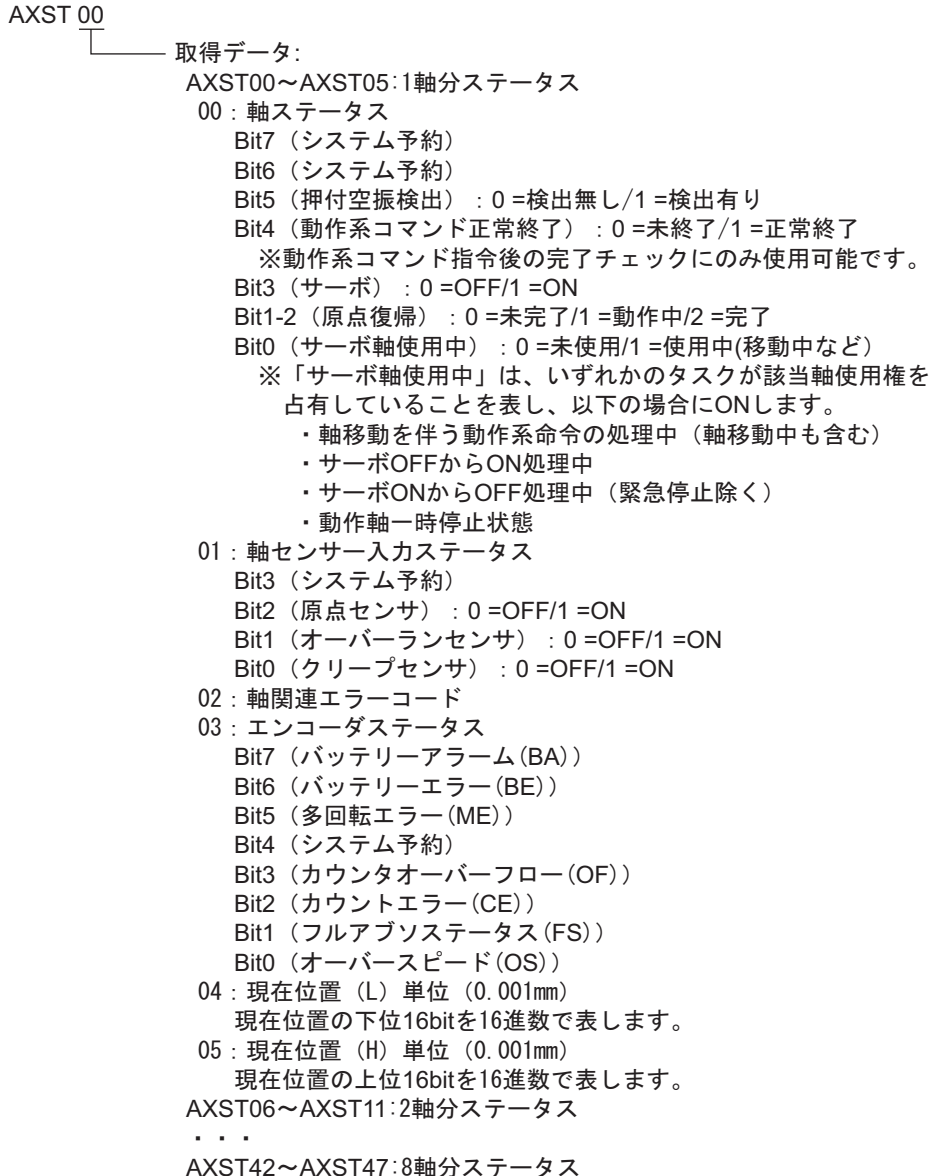 AXST 00
取得データ:
AXST00～AXST05:1軸分ステータス
00：軸ステータス
Bit7（システム予約）
Bit6（システム予約）
Bit5（押付空振検出）：0 =検出無し/1 =検出有り
Bit4（動作系コマンド正常終了）：0 =未終了/1 =正常終了
※動作系コマンド指令後の完了チェックにのみ使用可能です。
Bit3（サーボ）：0 =OFF/1 =ON
Bit1-2（原点復帰）：0 =未完了/1 =動作中/2 =完了
Bit0（サーボ軸使用中）：0 =未使用/1 =使用中(移動中など）
※「サーボ軸使用中」は、いずれかのタスクが該当軸使用権を
占有していることを表し、以下の場合にONします。
・軸移動を伴う動作系命令の処理中（軸移動中も含む）
・サーボOFFからON処理中
・サーボONからOFF処理中（緊急停止除く）
・動作軸一時停止状態
01：軸センサー入力ステータス
Bit3（システム予約）
Bit2（原点センサ）：0 =OFF/1 =ON
Bit1（オーバーランセンサ）：0 =OFF/1 =ON
Bit0（クリープセンサ）：0 =OFF/1 =ON
02：軸関連エラーコード
03：エンコーダステータス
Bit7（バッテリーアラーム(BA)）
Bit6（バッテリーエラー(BE)）
Bit5（多回転エラー(ME)）
Bit4（システム予約）
Bit3（カウンタオーバーフロー(OF)）
Bit2（カウントエラー(CE)）
Bit1（フルアブソステータス(FS)）
Bit0（オーバースピード(OS)）
04：現在位置（L）単位（0.001mm）
現在位置の下位16bitを16進数で表します。
05：現在位置（H）単位（0.001mm）
現在位置の上位16bitを16進数で表します。
AXST06～AXST11:2軸分ステータス
・・・
AXST42～AXST47:8軸分ステータス